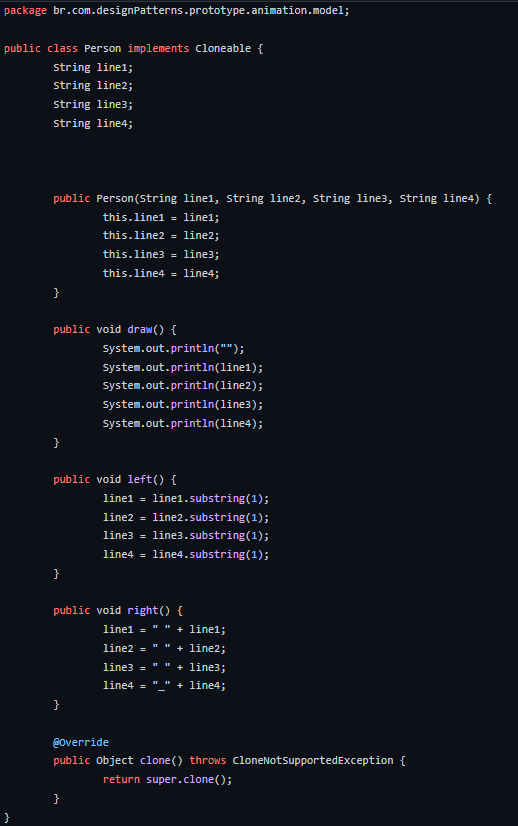 package br.com.designPatterns.prototype.animation.model;
public class Person implements Cloneable {
String line1;
String line2;
String line3;
String line4;
public Person(String line1, String line2, String line3, String line4) {
this.line1 = line1;
this.line2 = line2;
this.line3 = line3;
this.line4 = line4;
}
public void draw() {
System.out.println("");
System.out.println(line1);
System.out.println(line2);
System.out.println(line3);
System.out.println(line4);
}
public void left() {
line1 = line1.substring(1);
line2 = line2.substring(1);
line3 = line3.substring(1);
line4 = line4.substring(1);
}
public void right() {
line1 = " " + line1;
line2 = " " + line2;
line3 = " " + line3;
line4 = "_" + line4;
}
@Override
public Object clone() throws CloneNotSupportedException {
return super.clone();
}
}